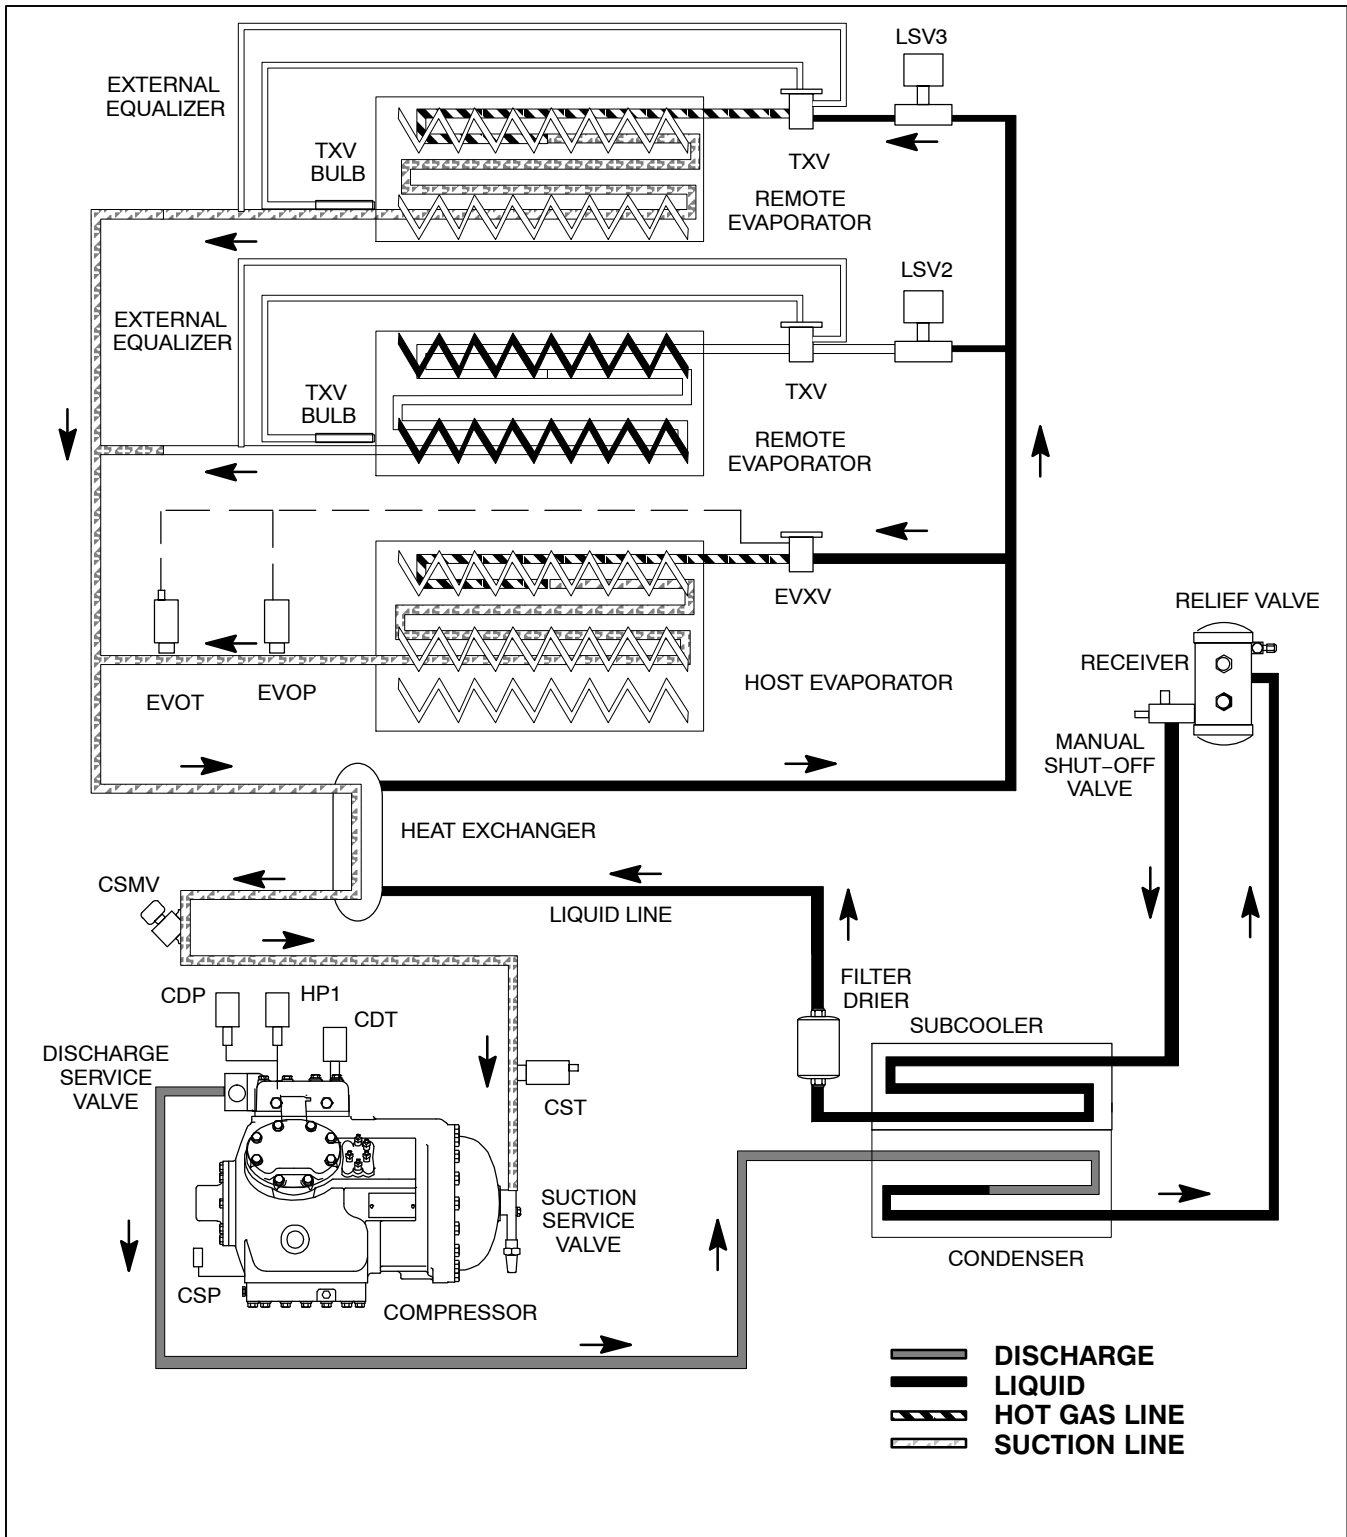 LSV3
EXTERNAL
EQUALIZER
TXV
BULB
TXV
REMOTE
EVAPORATOR
LSV2
EXTERNAL
EQUALIZER
TXV
BULB
TXV
REMOTE
EVAPORATOR
EVXV
RELIEF VALVE
RECEIVER
EVOT
EVOP
HOST EVAPORATOR
MANUAL
SHUT–OFF
VALVE
HEAT EXCHANGER
CSMV
LIQUID LINE
FILTER
DRIER
CDP
HP1
CDT
SUBCOOLER
DISCHARGE
SERVICE
VALVE
CST
SUCTION
SERVICE
VALVE
CONDENSER
CSP
COMPRESSOR
DISCHARGE
LIQUID
HOT GAS LINE
SUCTION LINE